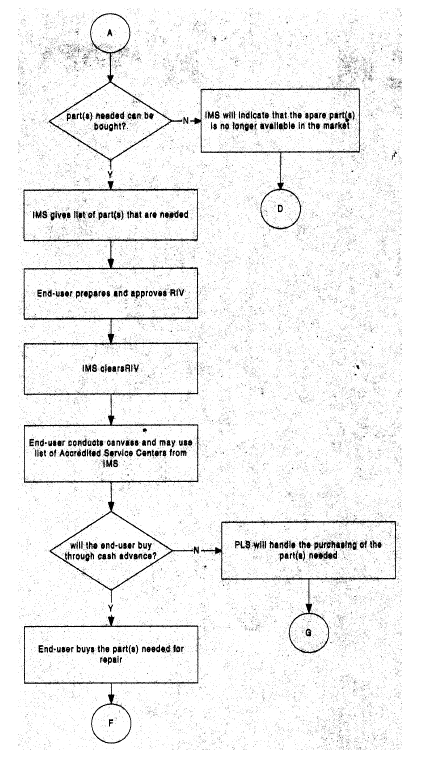 A
part(s) needed can be
bought?.
N
IMS will indicate that the spare part(s)
is no longer available in the market
Y
D
IMS gives list of part(s) that are needed
End-user prepares and approves RIV
IMS clearsRIV
End-user conducts canvass and may use
list of Accredited Service Centers from
IMS
will the end-user buy
through cash advance?
N
PLS will handle the purchasing of the
part(s) needed
Y
G
End-user buys the part(s) needed for
repair
F